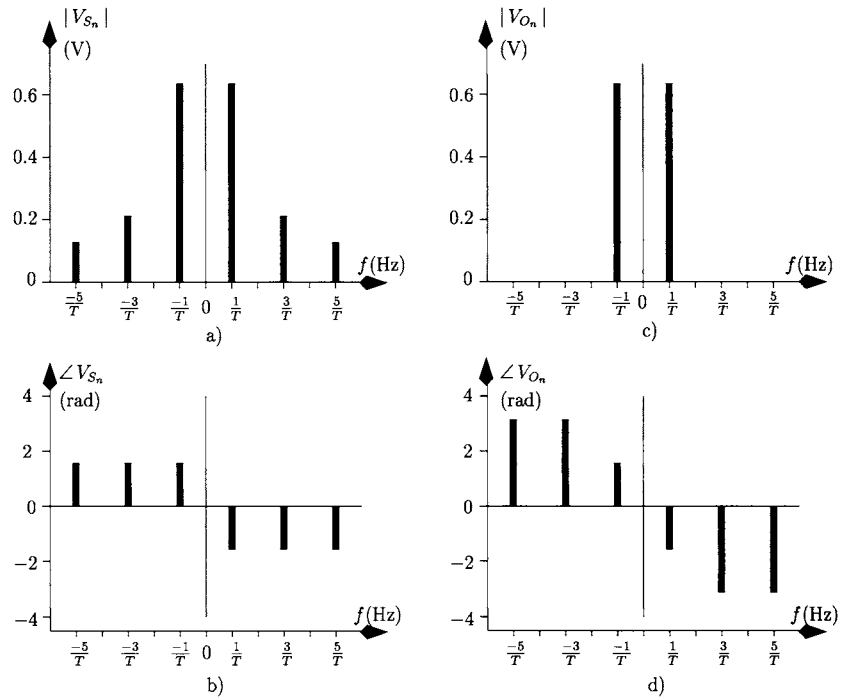 |V_{S_n}|
(V)
0.6
0.4
0.2
0
f(Hz)
-5/T -3/T -1/T 0 1/T 3/T 5/T
a)
|V_{O_n}|
(V)
0.6
0.4
0.2
0
f(Hz)
-5/T -3/T -1/T 0 1/T 3/T 5/T
c)
∠V_{S_n}
(rad)
4
2
0
−2
−4
f(Hz)
-5/T -3/T -1/T 0 1/T 3/T 5/T
b)
∠V_{O_n}
(rad)
4
2
0
−2
−4
f(Hz)
-5/T -3/T -1/T 0 1/T 3/T 5/T
d)